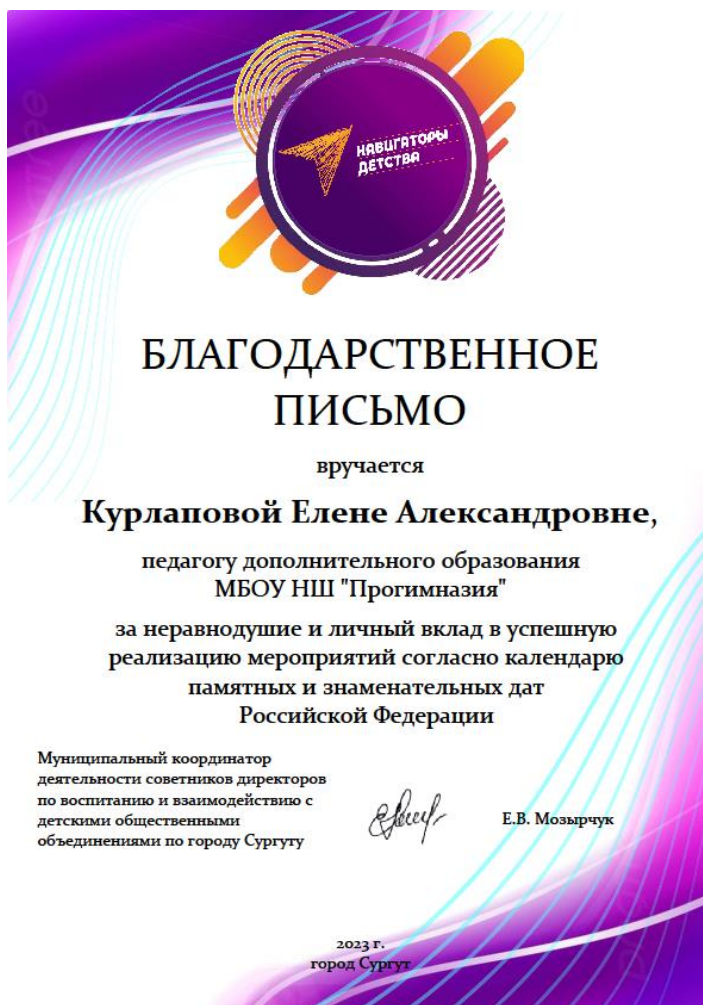 НАВИГАТОРЫ
ДЕТСТВА
БЛАГОДАРСТВЕННОЕ
ПИСЬМО
вручается
Курлаповой Елене Александровне,
педагогу дополнительного образования
МБОУ НШ "Прогимназия"
за неравнодушие и личный вклад в успешную
реализацию мероприятий согласно календарю
памятных и знаменательных дат
Российской Федерации
Муниципальный координатор
деятельности советников директоров
по воспитанию и взаимодействию с
детскими общественными
объединениями по городу Сургуту
Е.В. Мозырчук
2023 г.
город Сургут